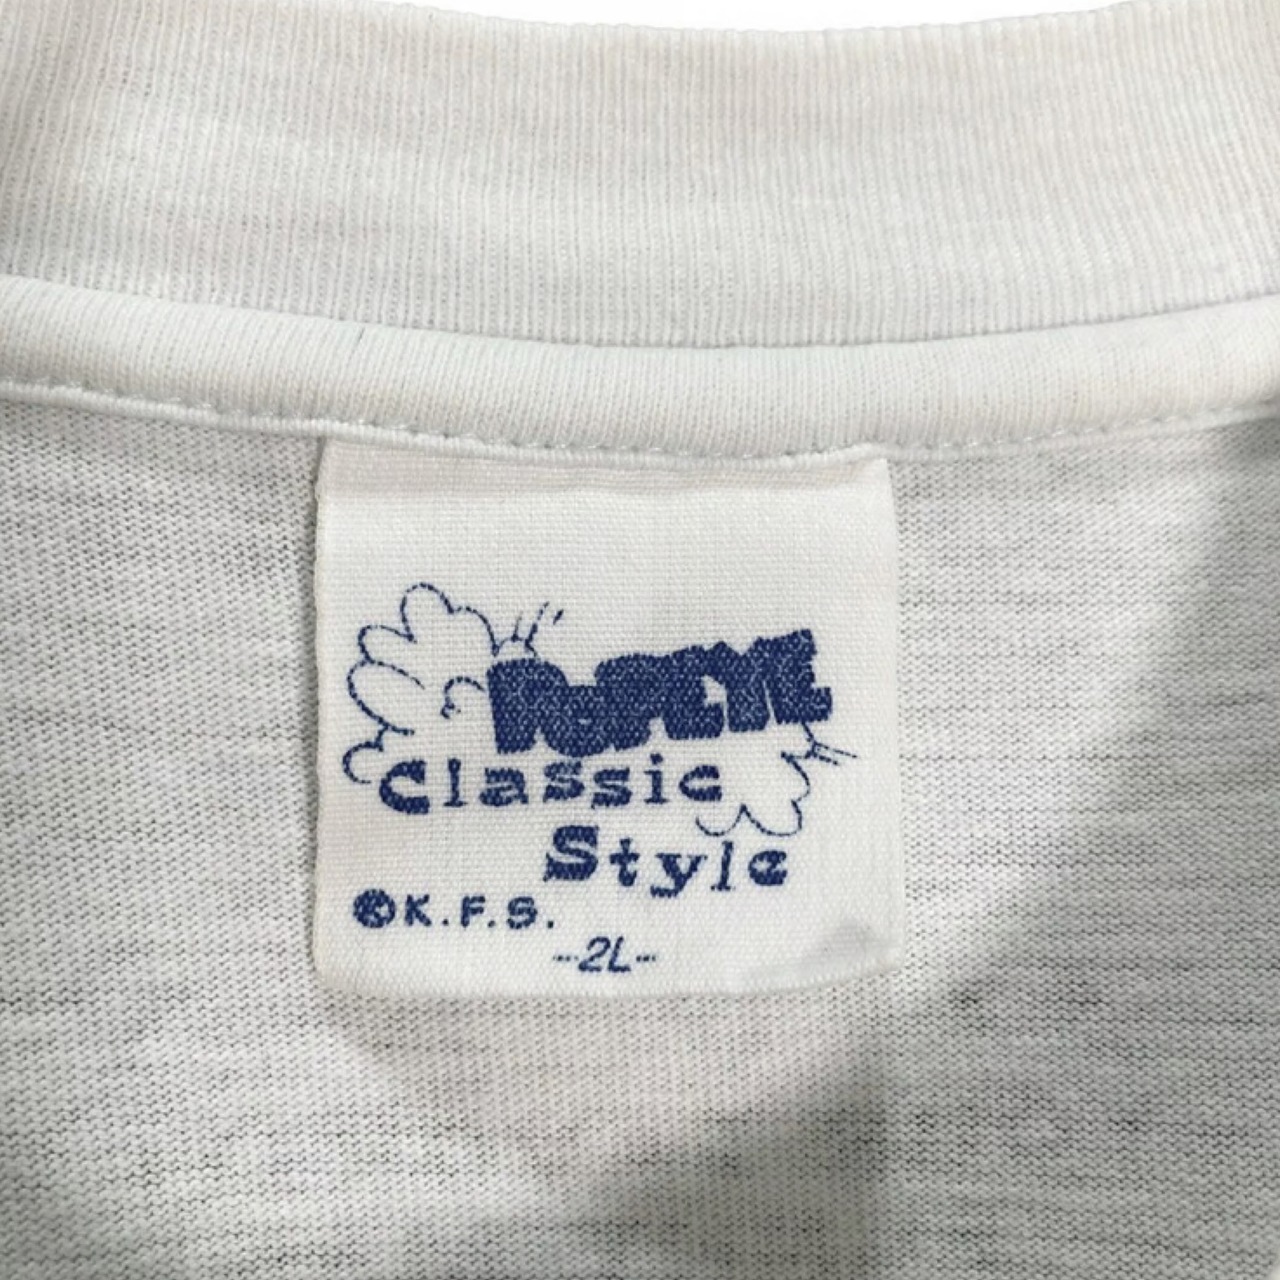 POPEYE
Classic
Style
©K.F.S.
-2L-